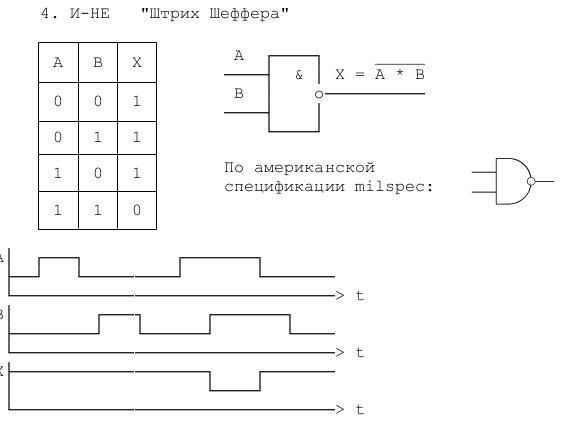 4. И-НЕ "Штрих Шеффера"
A B X
0 0 1
0 1 1
1 0 1
1 1 0
A
B
&
X = A * B
По американской
спецификации milspec:
A
> t
B
> t
X
> t